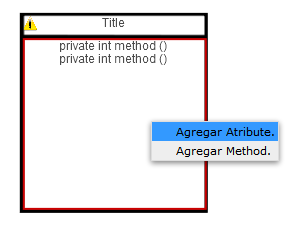 Title
private int method ()
private int method ()
Agregar Atribute.
Agregar Method.